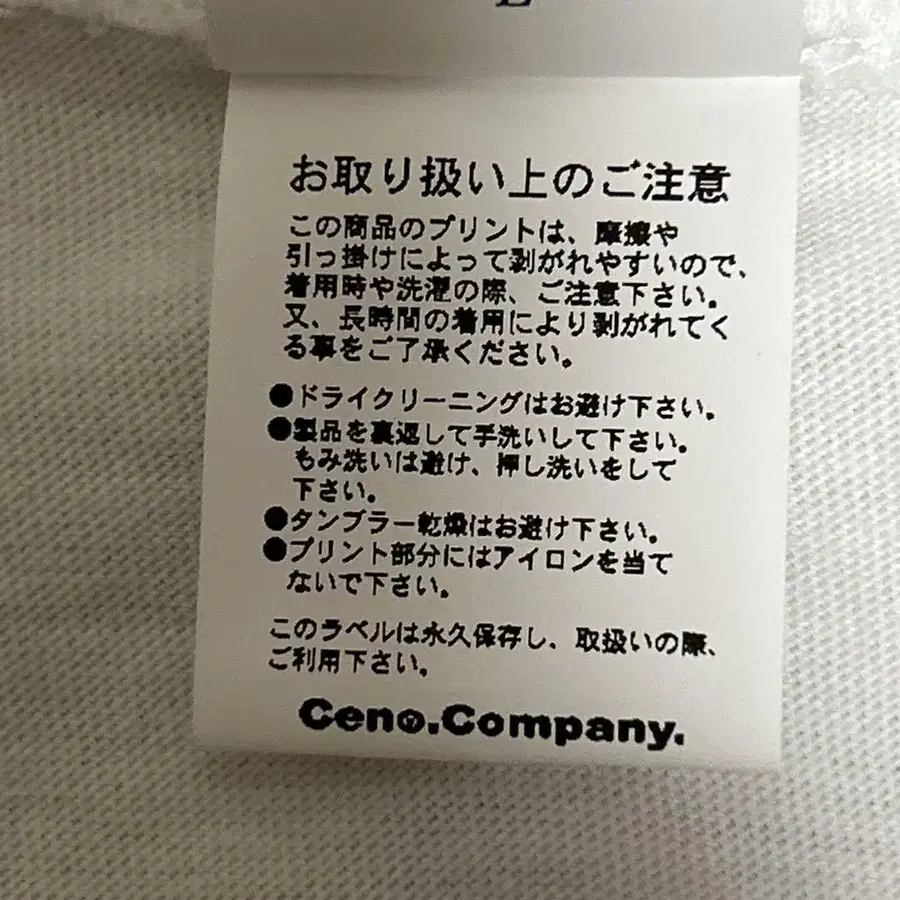 L
お取り扱い上のご注意
この商品のプリントは、摩擦や
引っ掛けによって剥がれやすいので、
着用時や洗濯の際、ご注意下さい。
又、長時間の着用により剥がれてく
る事をご了承ください。
●ドライクリーニングはお避け下さい。
●製品を裏返して手洗いして下さい。
もみ洗いは避け、押し洗いをして
下さい。
●タンブラー乾燥はお避け下さい。
●プリント部分にはアイロンを当て
ないで下さい。
このラベルは永久保存し、取扱いの際、
ご利用下さい。
Ceno.Company.